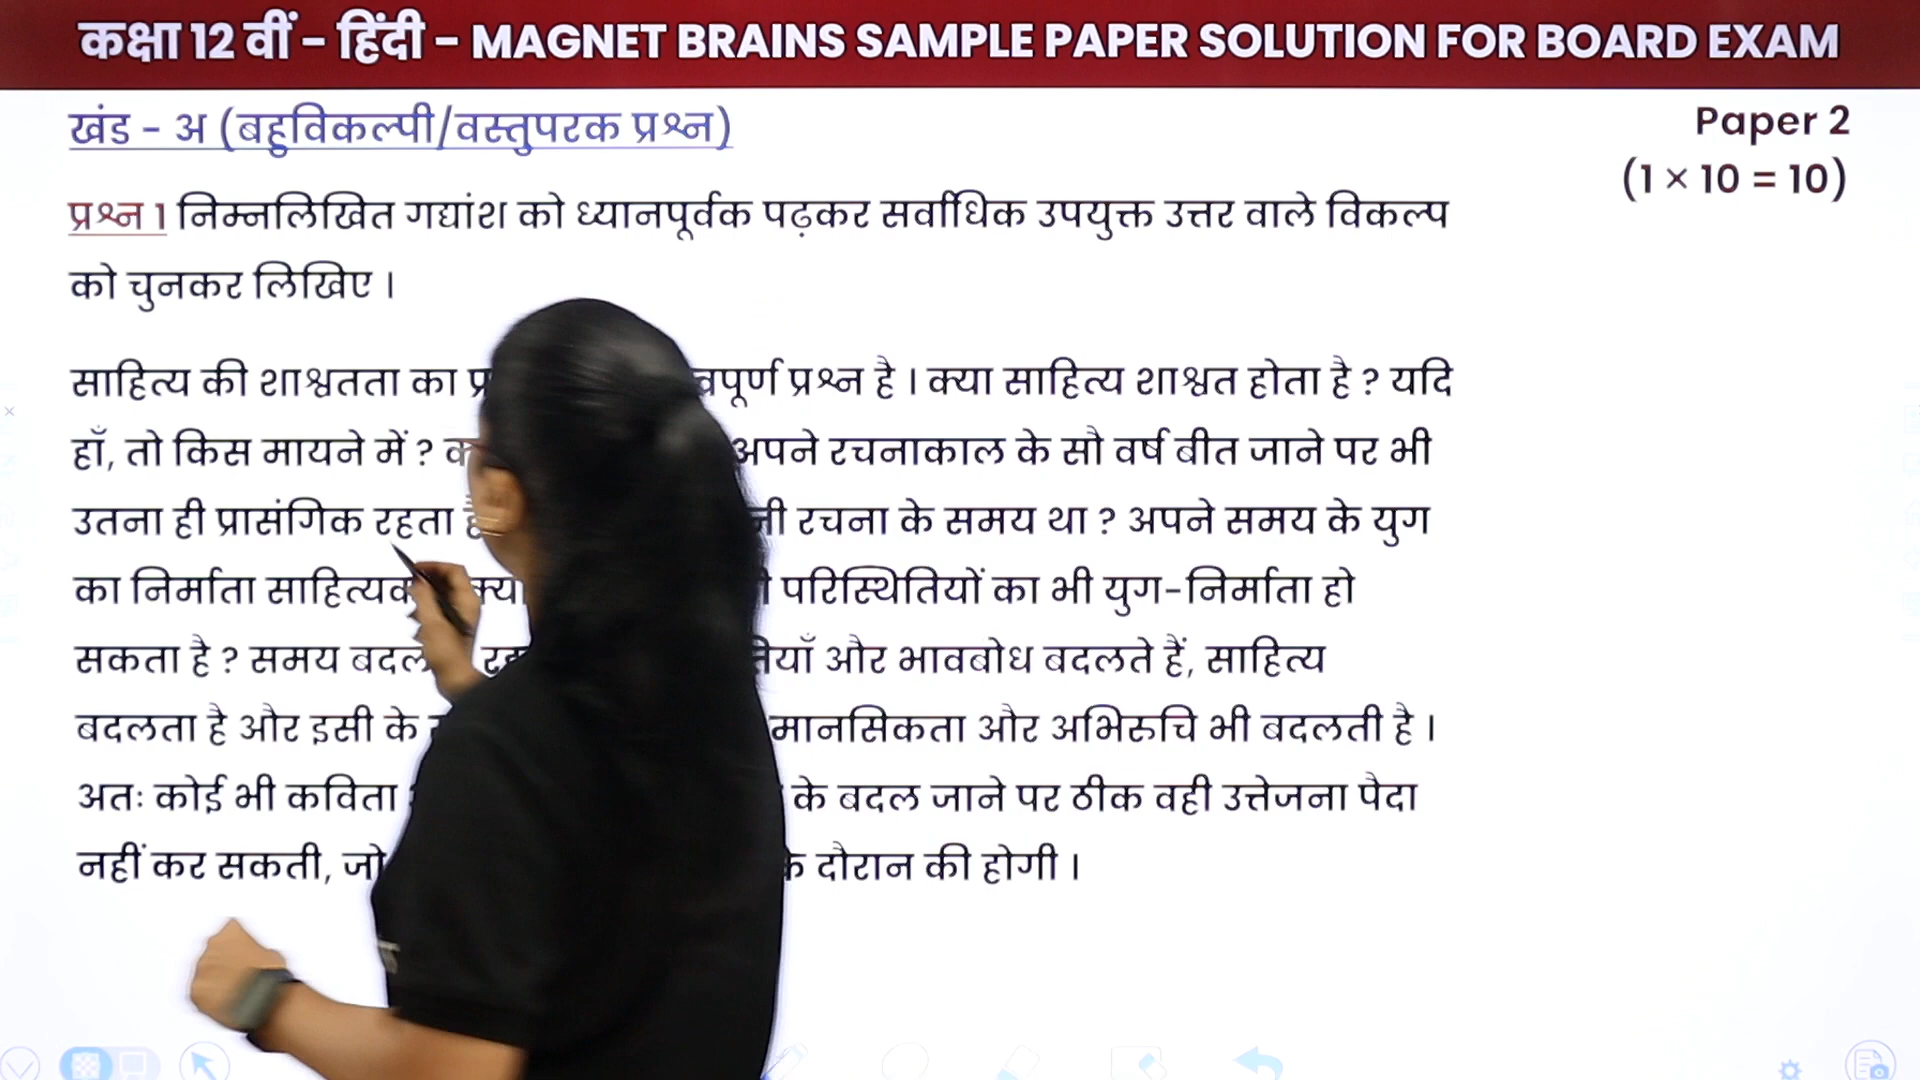 कक्षा 12 वीं - हिंदी - MAGNET BRAINS SAMPLE PAPER SOLUTION FOR BOARD EXAM
खंड - अ (बहुविकल्पी/वस्तुपरक प्रश्न)
Paper 2
(1 × 10 = 10)
प्रश्न 1 निम्नलिखित गद्यांश को ध्यानपूर्वक पढ़कर सर्वाधिक उपयुक्त उत्तर वाले विकल्प
को चुनकर लिखिए ।
साहित्य की शाश्वतता का प्रश्न है । क्या साहित्य शाश्वत होता है ? यदि
हाँ, तो किस मायने में ? अपने रचनाकाल के सौ वर्ष बीत जाने पर भी
उतना ही प्रासंगिक रहता रचना के समय था ? अपने समय के युग
का निर्माता परिस्थितियों का भी युग-निर्माता हो
सकता है ? समय और भावबोध बदलते हैं, साहित्य
बदलता है और इसी के मानसिकता और अभिरुचि भी बदलती है ।
अतः कोई भी कविता के बदल जाने पर ठीक वही उत्तेजना पैदा
नहीं कर सकती, दौरान की होगी ।